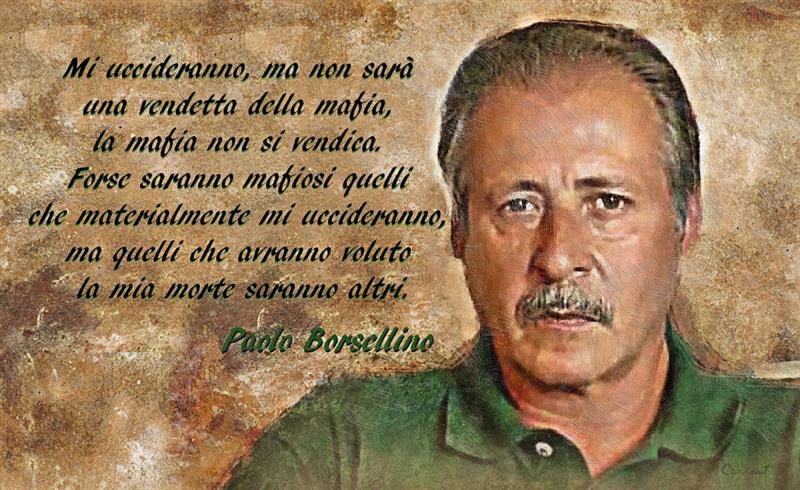 Mi uccideranno, ma non sarà
una vendetta della mafia,
la mafia non si vendica.
Forse saranno mafiosi quelli
che materialmente mi uccideranno,
ma quelli che avranno voluto
la mia morte saranno altri.
Paolo Borsellino